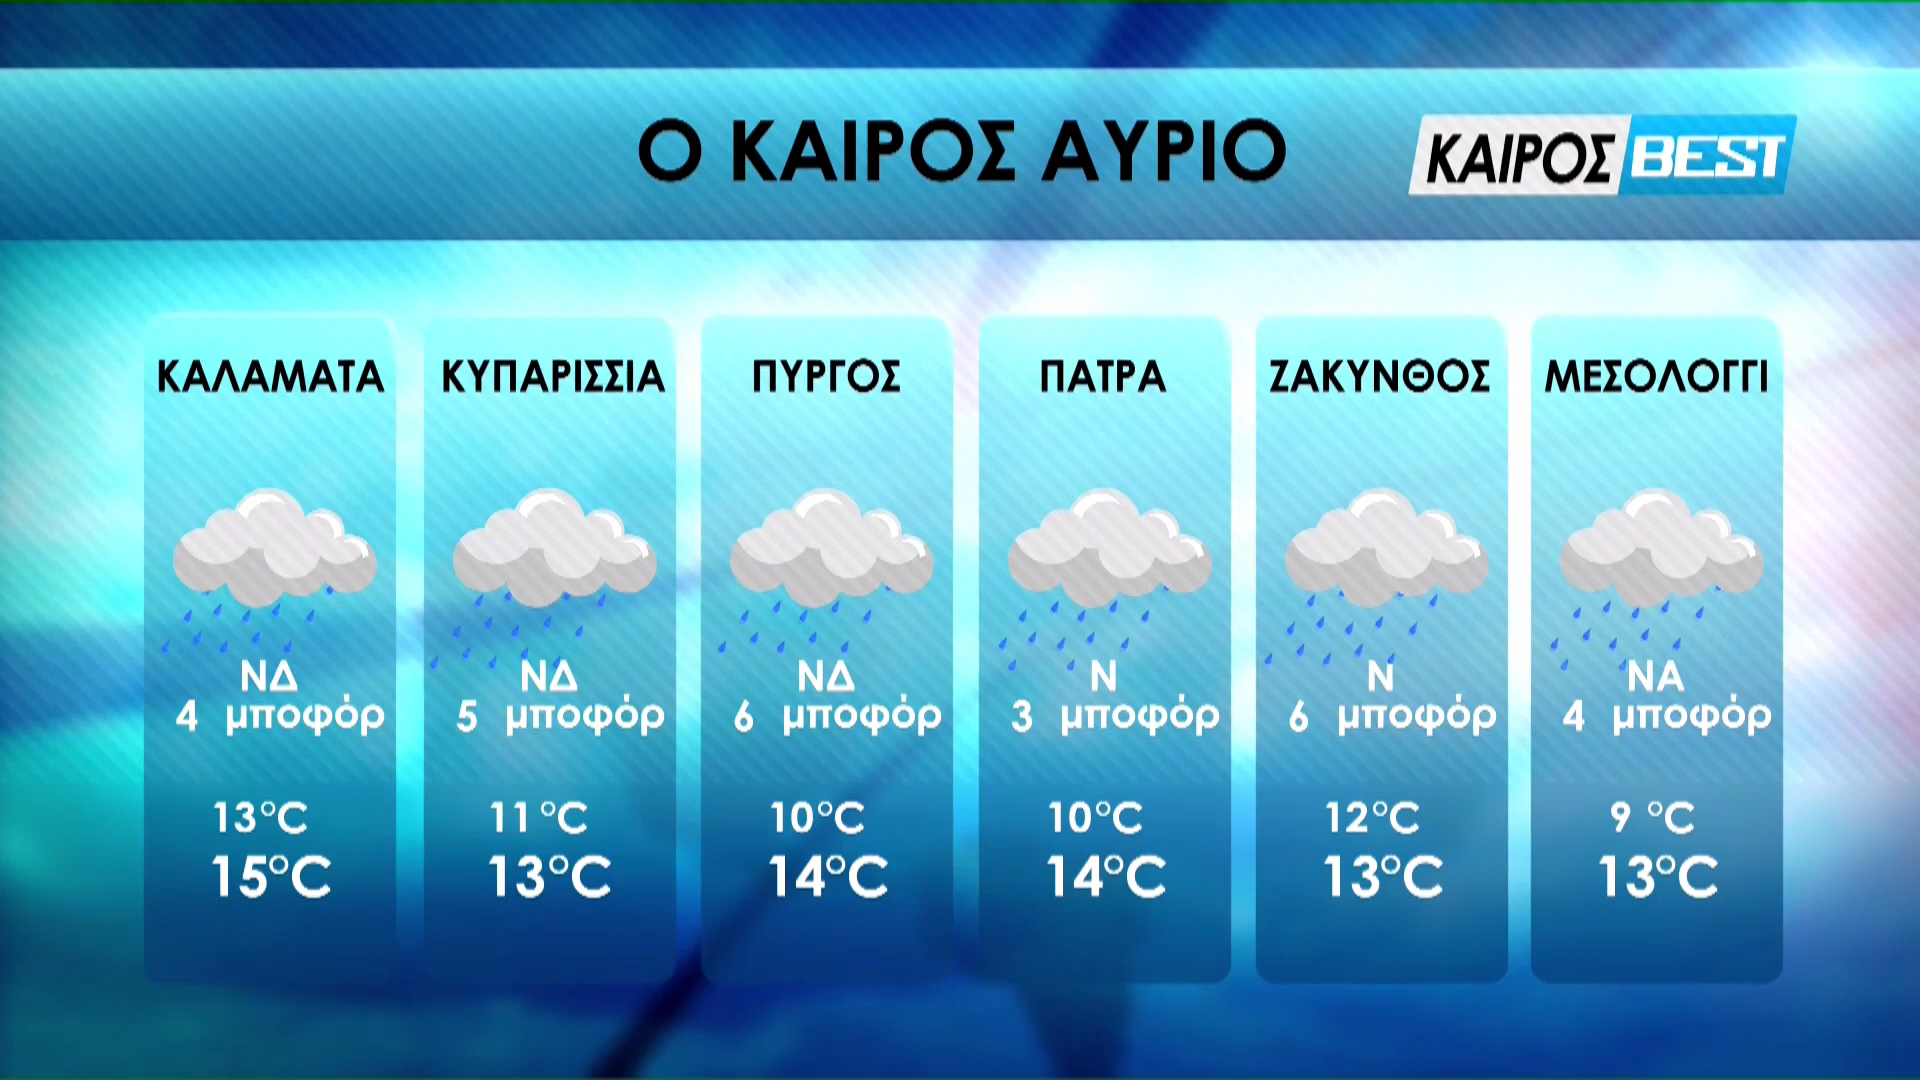 Ο ΚΑΙΡΟΣ ΑΥΡΙΟ
ΚΑΙΡΟΣ BEST
ΚΑΛΑΜΑΤΑ
ΝΔ
4 μποφόρ
13°C
15°C
ΚΥΠΑΡΙΣΣΙΑ
ΝΔ
5 μποφόρ
11°C
13°C
ΠΥΡΓΟΣ
ΝΔ
6 μποφόρ
10°C
14°C
ΠΑΤΡΑ
Ν
3 μποφόρ
10°C
14°C
ΖΑΚΥΝΘΟΣ
Ν
6 μποφόρ
12°C
13°C
ΜΕΣΟΛΟΓΓΙ
ΝΑ
4 μποφόρ
9 °C
13°C